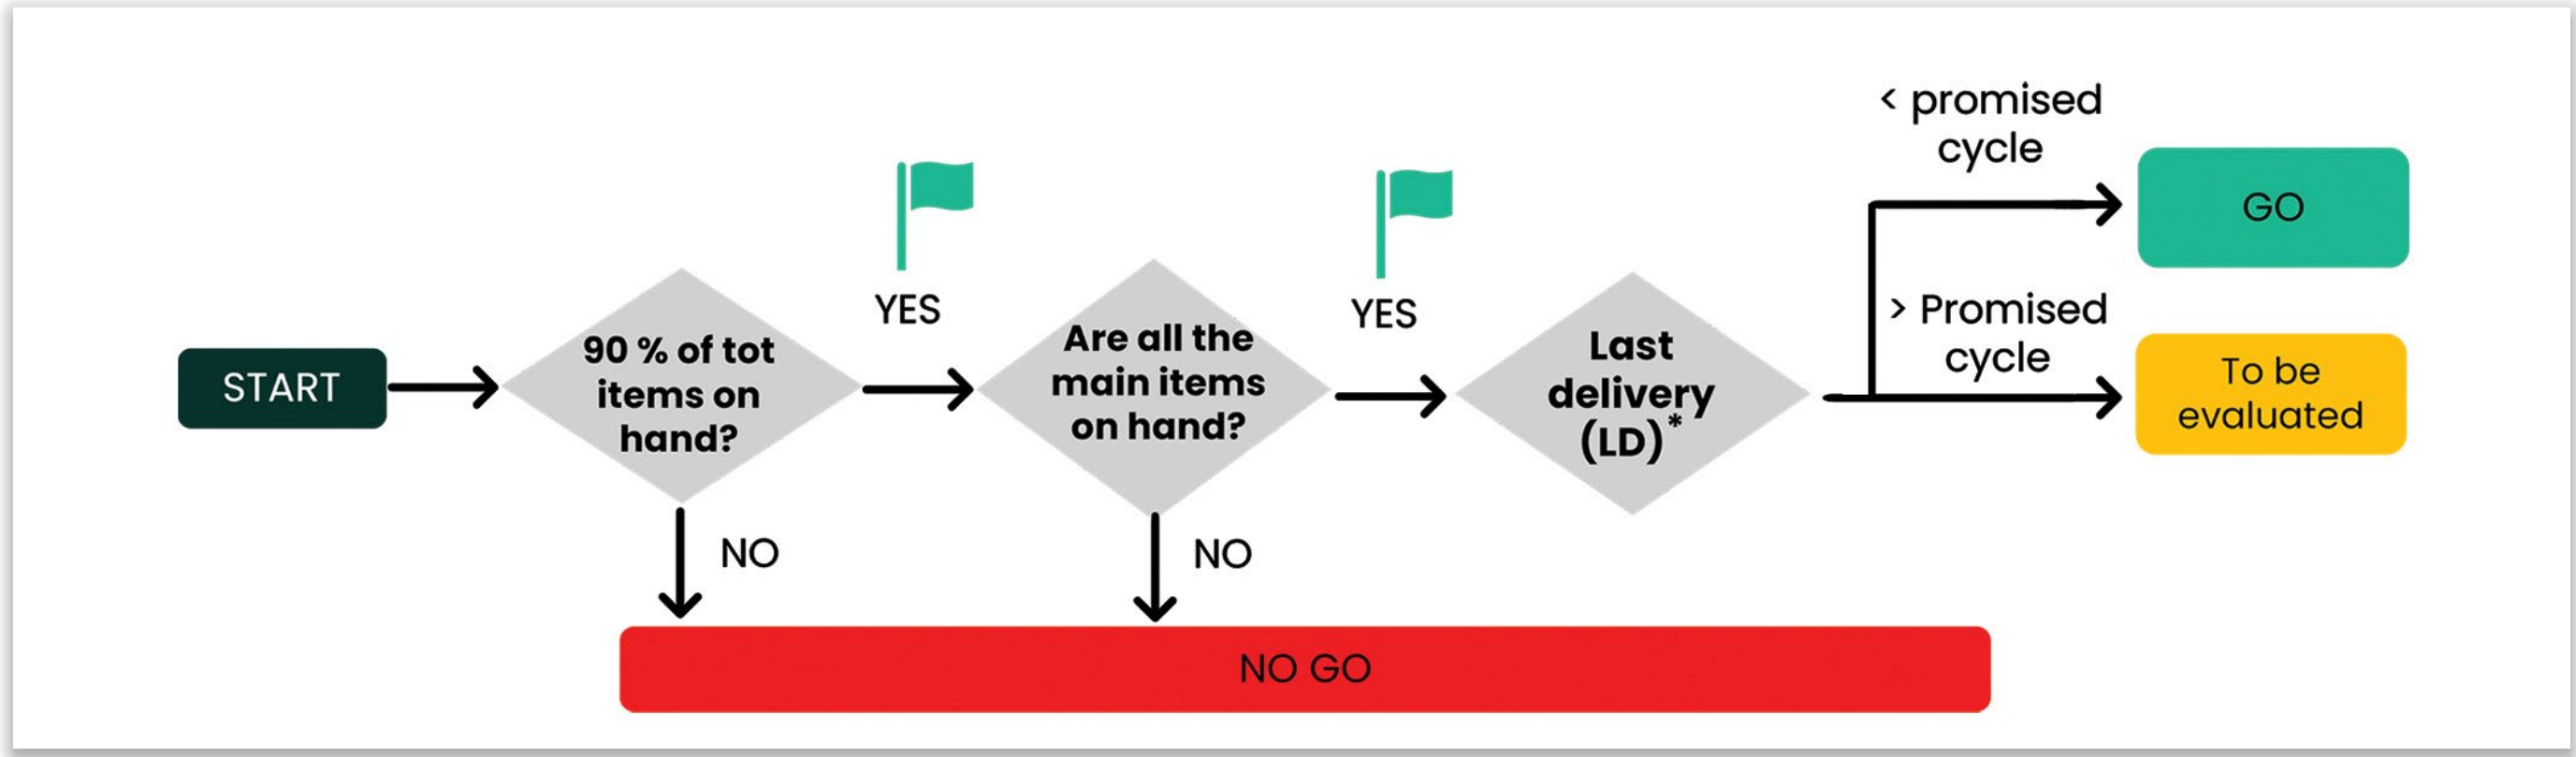 START
90 % of tot
items on
hand?
YES
NO
Are all the
main items
on hand?
YES
NO
Last
delivery
(LD)*
< promised
cycle
GO
> Promised
cycle
To be
evaluated
NO GO